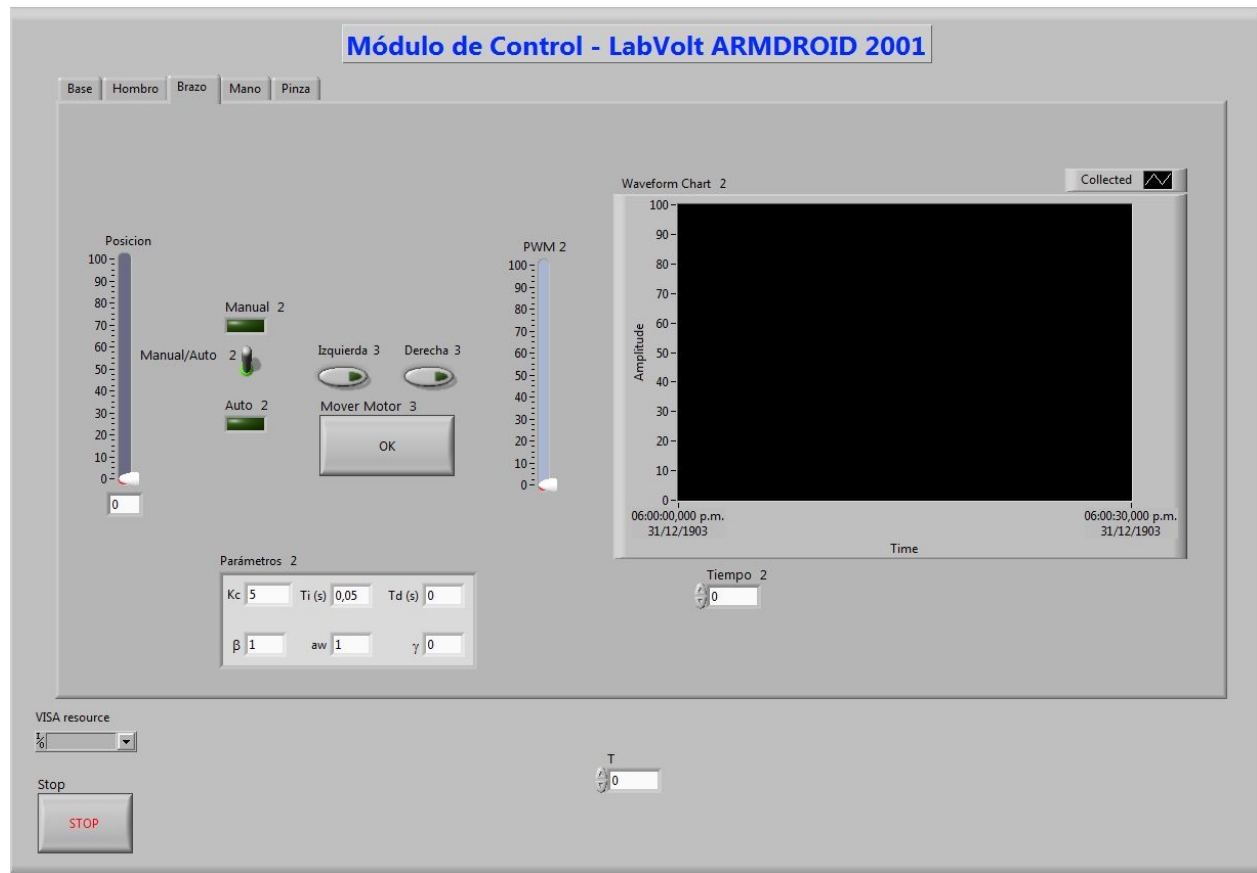 Módulo de Control - LabVolt ARMDROID 2001
Base Hombro Brazo Mano Pinza
Posicion
100
90
80
70
60
50
40
30
20
10
0
0
Manual 2
Manual/Auto 2
Auto 2
Izquierda 3 Derecha 3
Mover Motor 3
OK
PWM 2
100
90
80
70
60
50
40
30
20
10
0
Parámetros 2
Kc 5 Ti (s) 0,05 Td (s) 0
β 1 aw 1 γ 0
Waveform Chart 2
Collected
Amplitude
100
90
80
70
60
50
40
30
20
10
0
06:00:00,000 p.m.
31/12/1903
06:00:30,000 p.m.
31/12/1903
Time
Tiempo 2
0
VISA resource
I/O
Stop
STOP
T
0